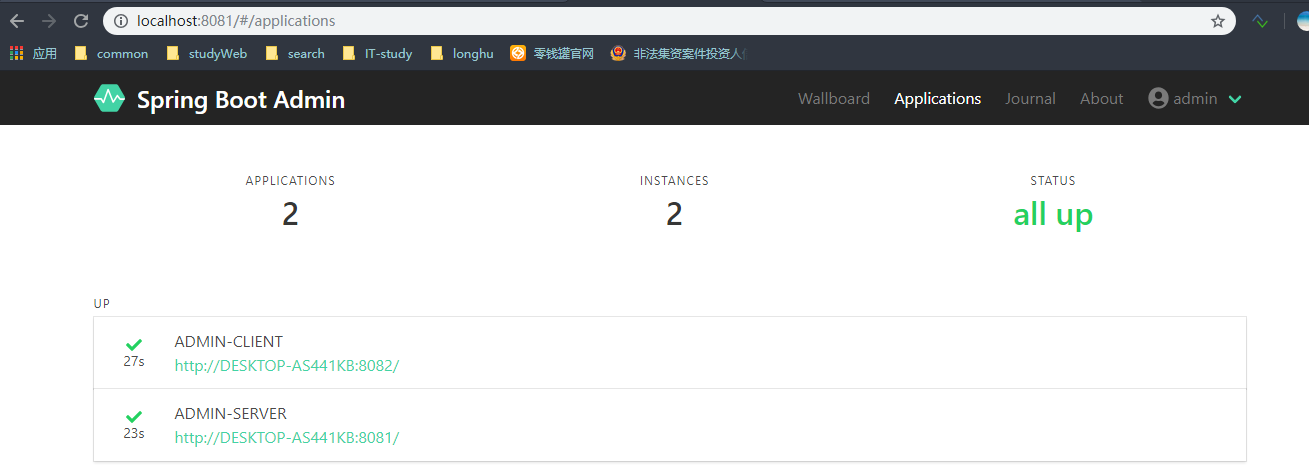 localhost:8081/#/applications
应用 common studyWeb search IT-study longhu 零钱罐官网 非法集资案件投资人
Spring Boot Admin Wallboard Applications Journal About admin
APPLICATIONS INSTANCES STATUS
2 2 all up
UP
ADMIN-CLIENT
27s http://DESKTOP-AS441KB:8082/
ADMIN-SERVER
23s http://DESKTOP-AS441KB:8081/